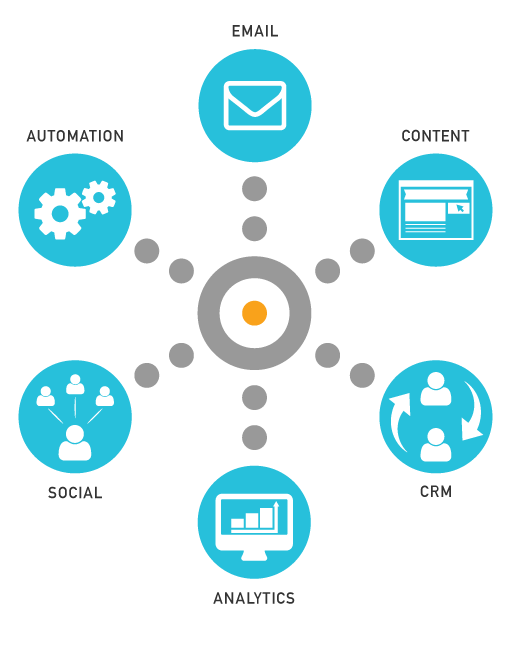 EMAIL
AUTOMATION
CONTENT
SOCIAL
CRM
ANALYTICS